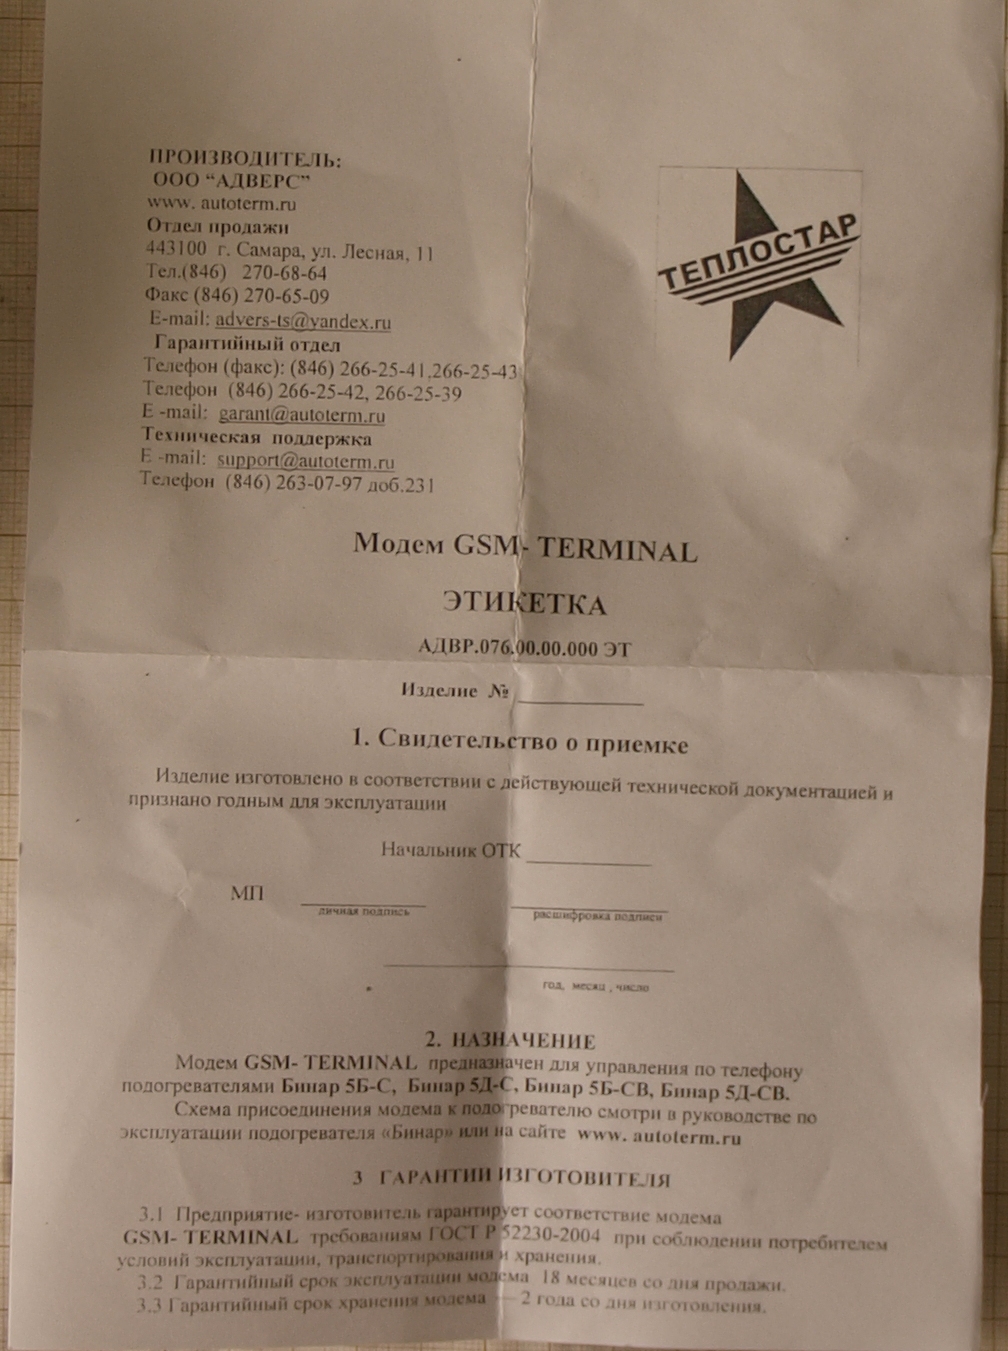 ПРОИЗВОДИТЕЛЬ:
ООО “АДВЕРС”
www. autoterm.ru
Отдел продажи
443100 г. Самара, ул. Лесная, 11
Тел.(846) 270-68-64
Факс (846) 270-65-09
E-mail: advers-ts@yandex.ru
Гарантийный отдел
Телефон (факс): (846) 266-25-41,266-25-43
Телефон (846) 266-25-42, 266-25-39
E -mail: garant@autoterm.ru
Техническая поддержка
E -mail: support@autoterm.ru
Телефон (846) 263-07-97 доб.231
ТЕПЛОСТАР
Модем GSM- TERMINAL
ЭТИКЕТКА
АДВР.076.00.00.000 ЭТ
Изделие № ____________
1. Свидетельство о приемке
Изделие изготовлено в соответствии с действующей технической документацией и
признано годным для эксплуатации
Начальник ОТК ____________
МП
личная подпись расшифровка подписи
год, месяц , число
2. НАЗНАЧЕНИЕ
Модем GSM- TERMINAL предназначен для управления по телефону
подогревателями Бинар 5Б-С, Бинар 5Д-С, Бинар 5Б-СВ, Бинар 5Д-СВ.
Схема присоединения модема к подогревателю смотри в руководстве по
эксплуатации подогревателя «Бинар» или на сайте www. autoterm.ru
3 ГАРАНТИИ ИЗГОТОВИТЕЛЯ
3.1 Предприятие- изготовитель гарантирует соответствие модема
GSM- TERMINAL требованиям ГОСТ Р 52230-2004 при соблюдении потребителем
условий эксплуатации, транспортирования и хранения.
3.2 Гарантийный срок эксплуатации модема 18 месяцев со дня продажи.
3.3 Гарантийный срок хранения модема — 2 года со дня изготовления.